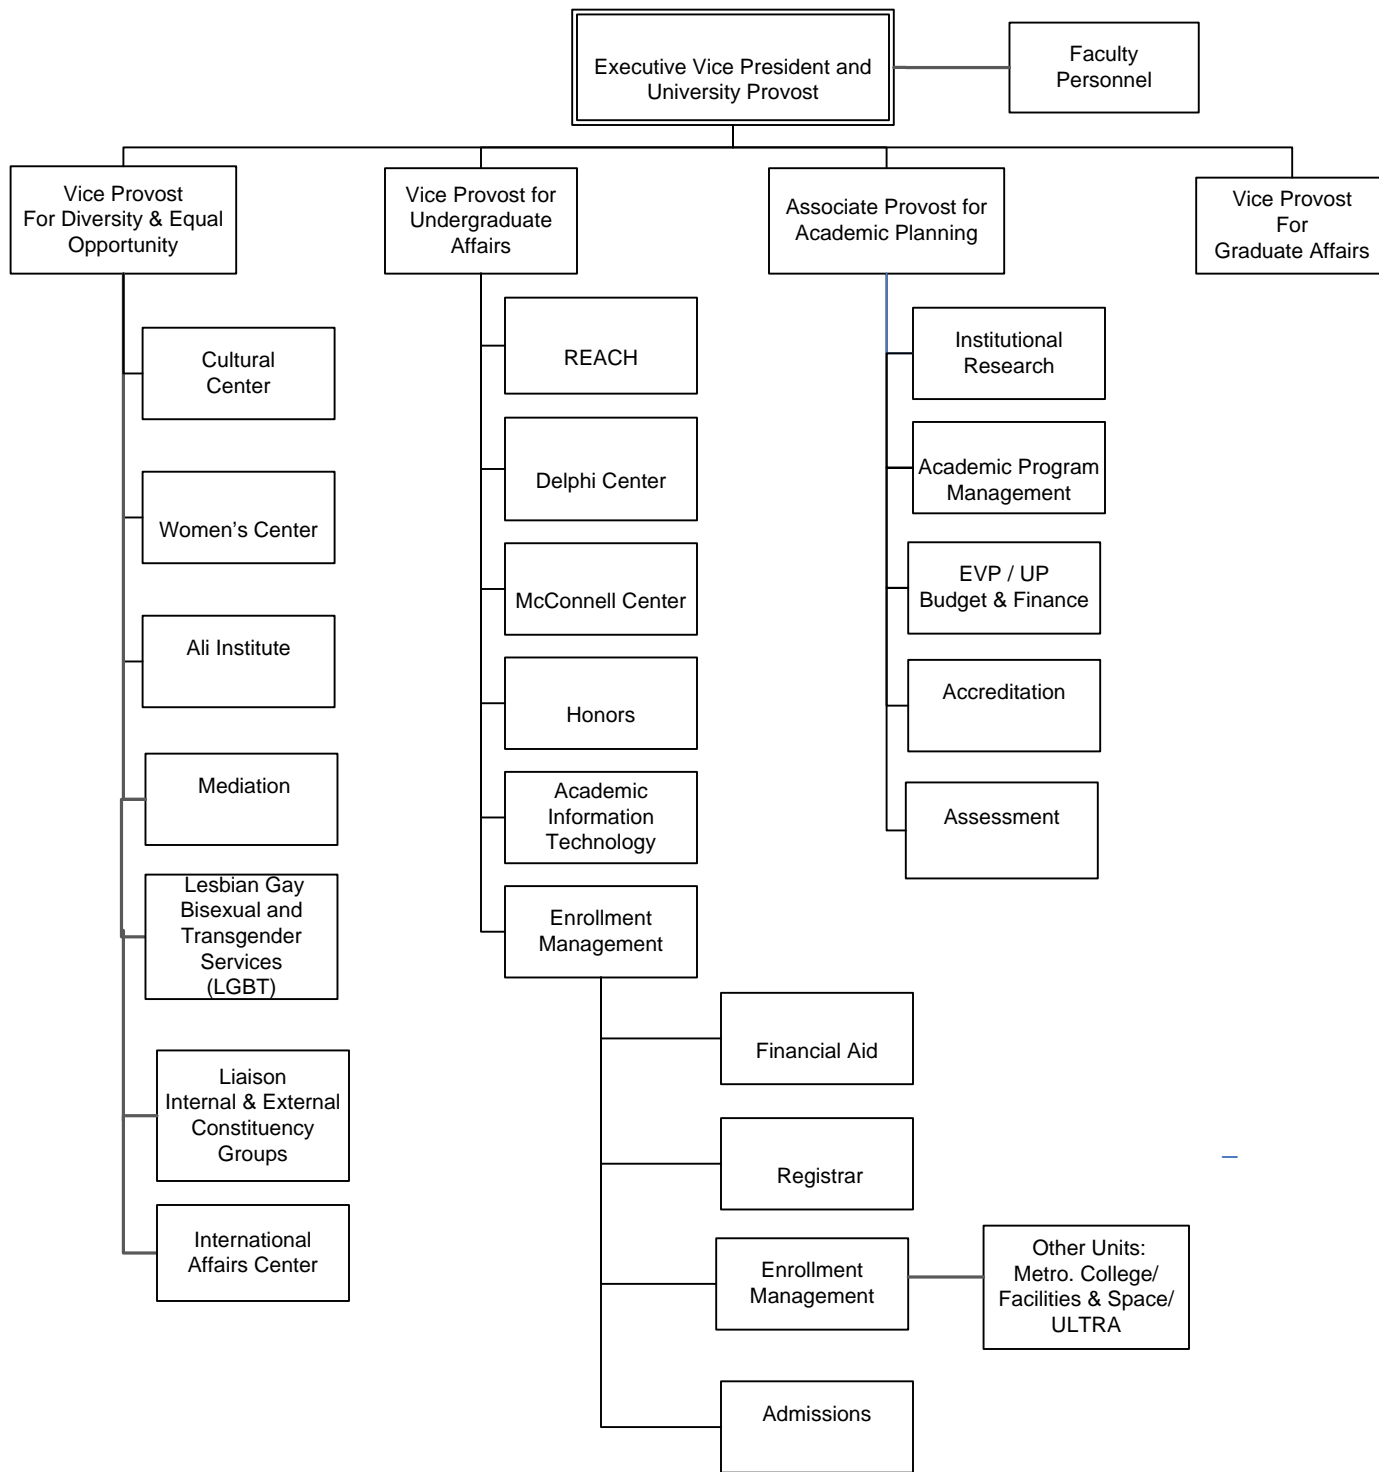 Executive Vice President and
University Provost
Faculty
Personnel
Vice Provost
For Diversity & Equal
Opportunity
Vice Provost for
Undergraduate
Affairs
Associate Provost for
Academic Planning
Vice Provost
For
Graduate Affairs
Cultural
Center
Women’s Center
Ali Institute
Mediation
Lesbian Gay
Bisexual and
Transgender
Services
(LGBT)
Liaison
Internal & External
Constituency
Groups
International
Affairs Center
REACH
Delphi Center
McConnell Center
Honors
Academic
Information
Technology
Enrollment
Management
Financial Aid
Registrar
Enrollment
Management
Other Units:
Metro. College/
Facilities & Space/
ULTRA
Admissions
Institutional
Research
Academic Program
Management
EVP / UP
Budget & Finance
Accreditation
Assessment